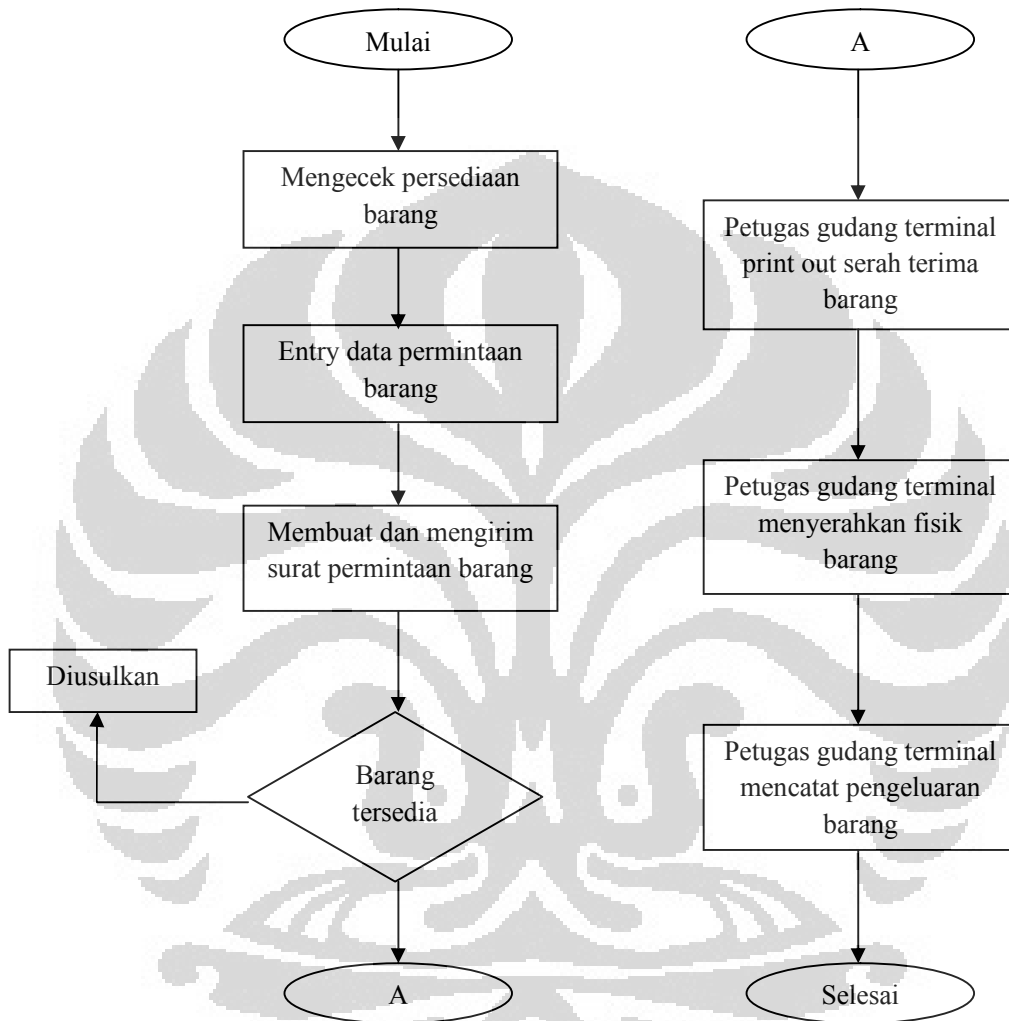 Mulai
Mengecek persediaan
barang
Entry data permintaan
barang
Membuat dan mengirim
surat permintaan barang
Diusulkan
Barang
tersedia
A
A
Petugas gudang terminal
print out serah terima
barang
Petugas gudang terminal
menyerahkan fisik
barang
Petugas gudang terminal
mencatat pengeluaran
barang
Selesai